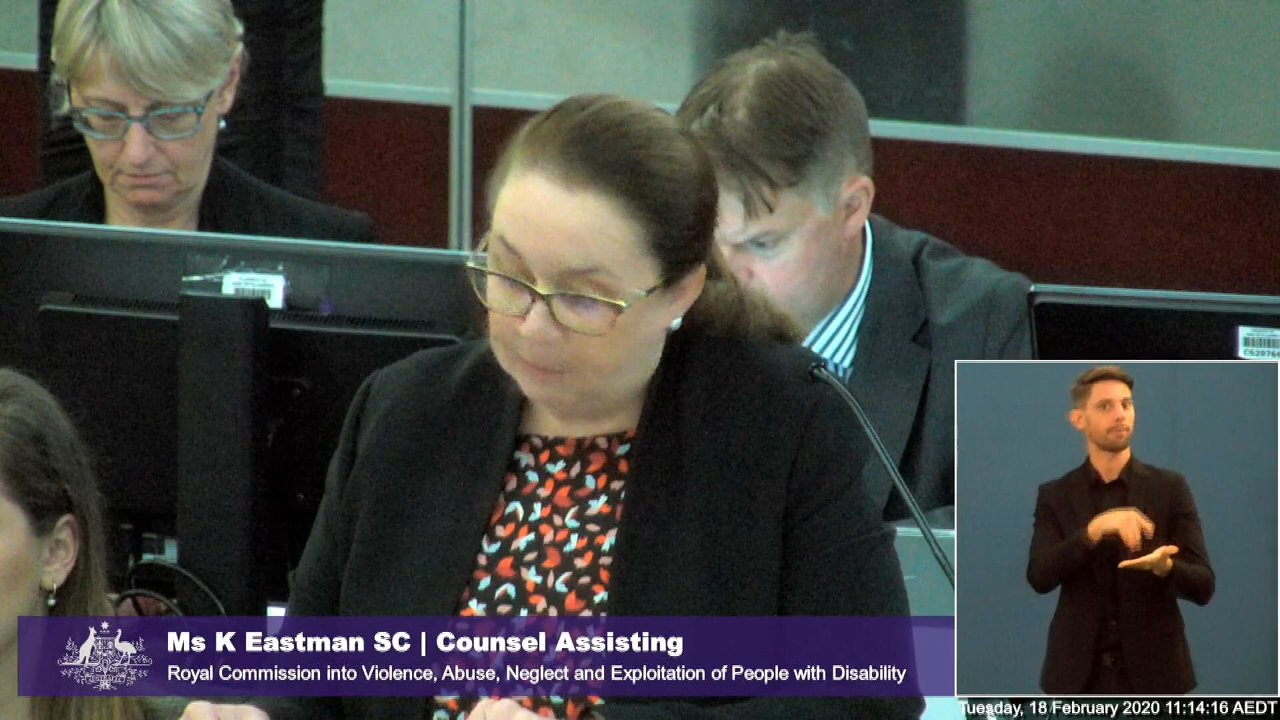 Ms K Eastman SC | Counsel Assisting
Royal Commission into Violence, Abuse, Neglect and Exploitation of People with Disability
Tuesday, 18 February 2020 11:14:16 AEDT